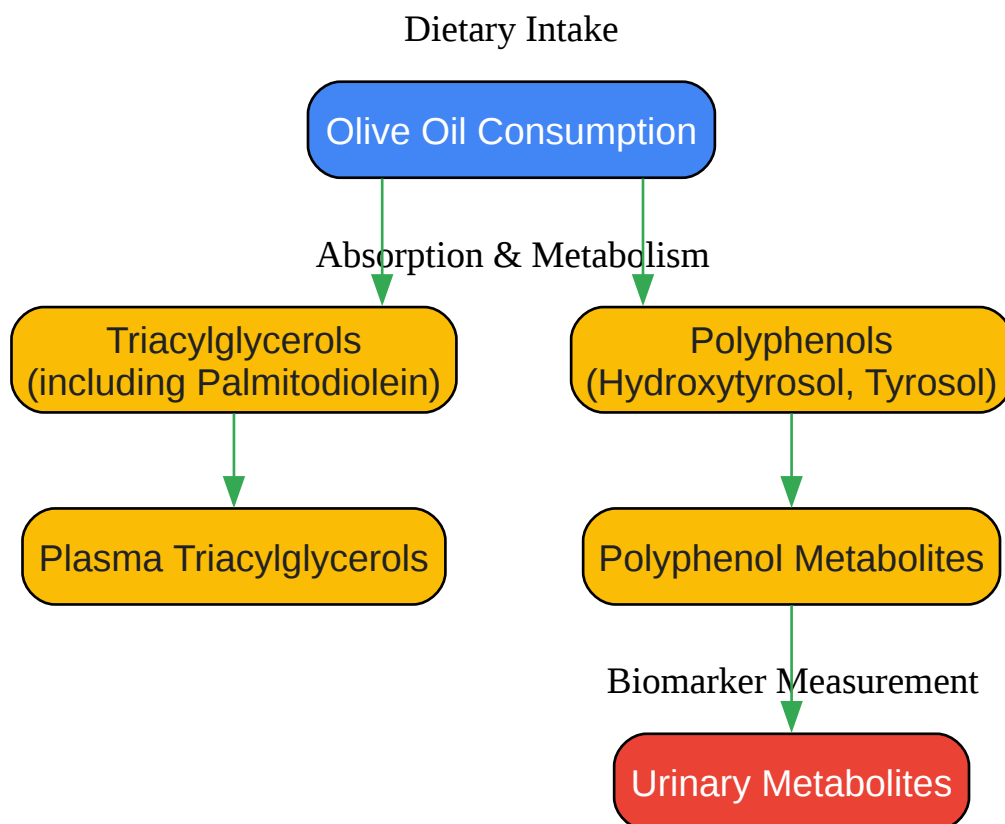 Dietary Intake
Olive Oil Consumption
Absorption & Metabolism
Triacylglycerols
(including Palmitodiolein)
Polyphenols
(Hydroxytyrosol, Tyrosol)
Plasma Triacylglycerols
Polyphenol Metabolites
Biomarker Measurement
Urinary Metabolites